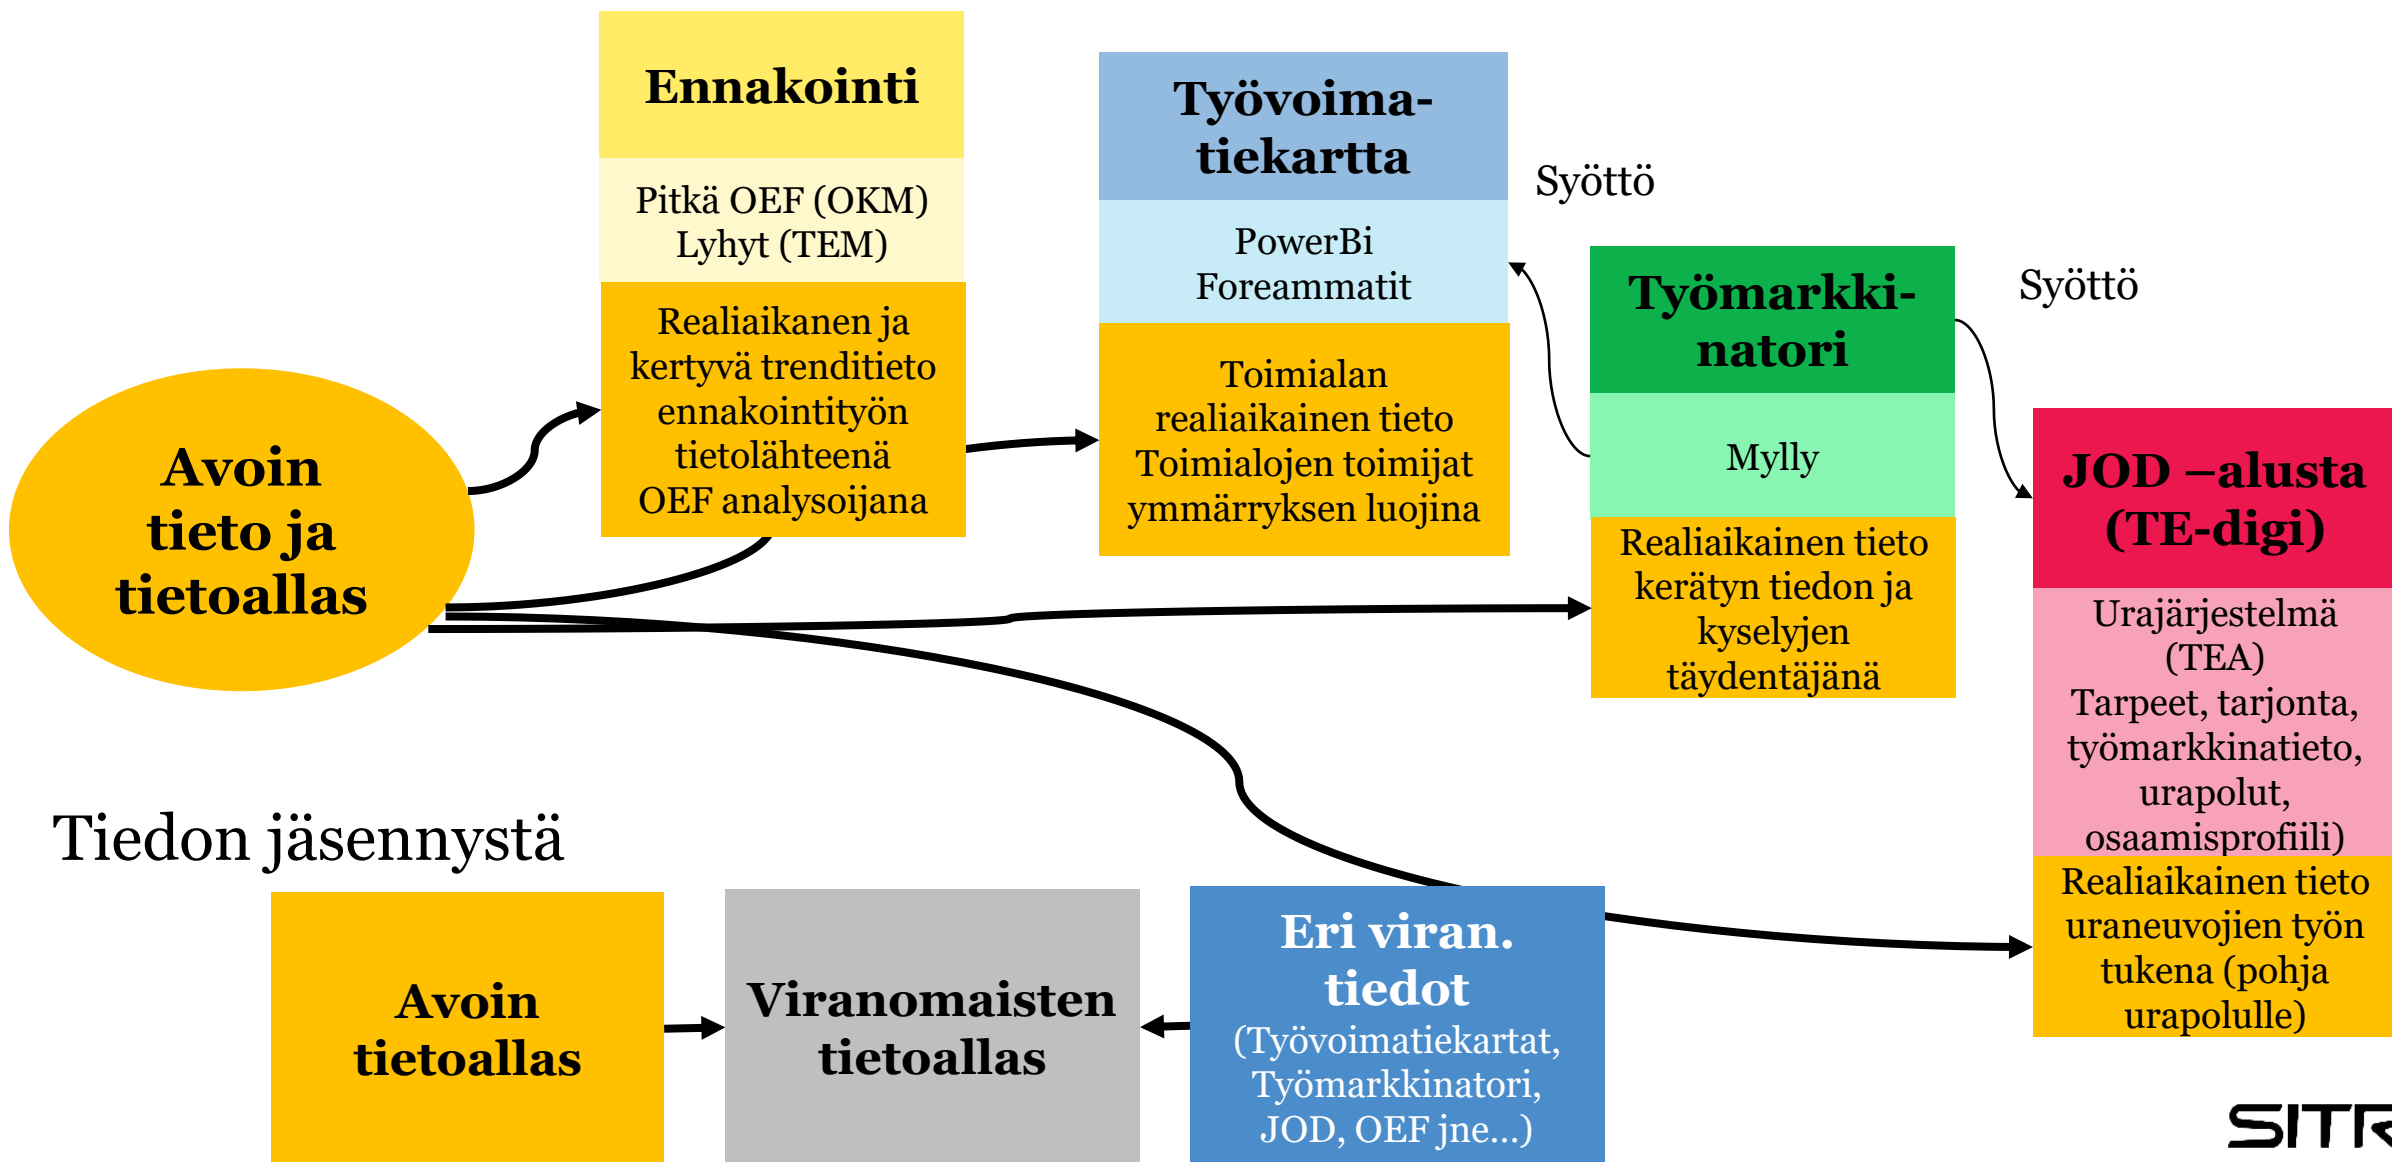 Ennakointi
Pitkä OEF (OKM)
Lyhyt (TEM)
Realiaikanen ja
kertyvä trenditieto
ennakointityön
tietolähteenä
OEF analysoijana
Työvoima-
tiekartta
PowerBi
Foreammatit
Toimialan
realiaikainen tieto
Toimialojen toimijat
ymmärryksen luojina
Syöttö
Työmarkki-
natori
Mylly
Realiaikainen tieto
kerätyn tiedon ja
kyselyjen
täydentäjänä
Syöttö
JOD –alusta
(TE-digi)
Urajärjestelmä
(TEA)
Tarpeet, tarjonta,
työmarkkinatieto,
urapolut,
osaamisprofiili)
Realiaikainen tieto
uraneuvojien työn
tukena (pohja
urapolulle)
Avoin
tieto ja
tietoallas
Tiedon jäsennystä
Avoin
tietoallas
Viranomaisten
tietoallas
Eri viran.
tiedot
(Työvoimatiekartat,
Työmarkkinatori,
JOD, OEF jne...)
SITR